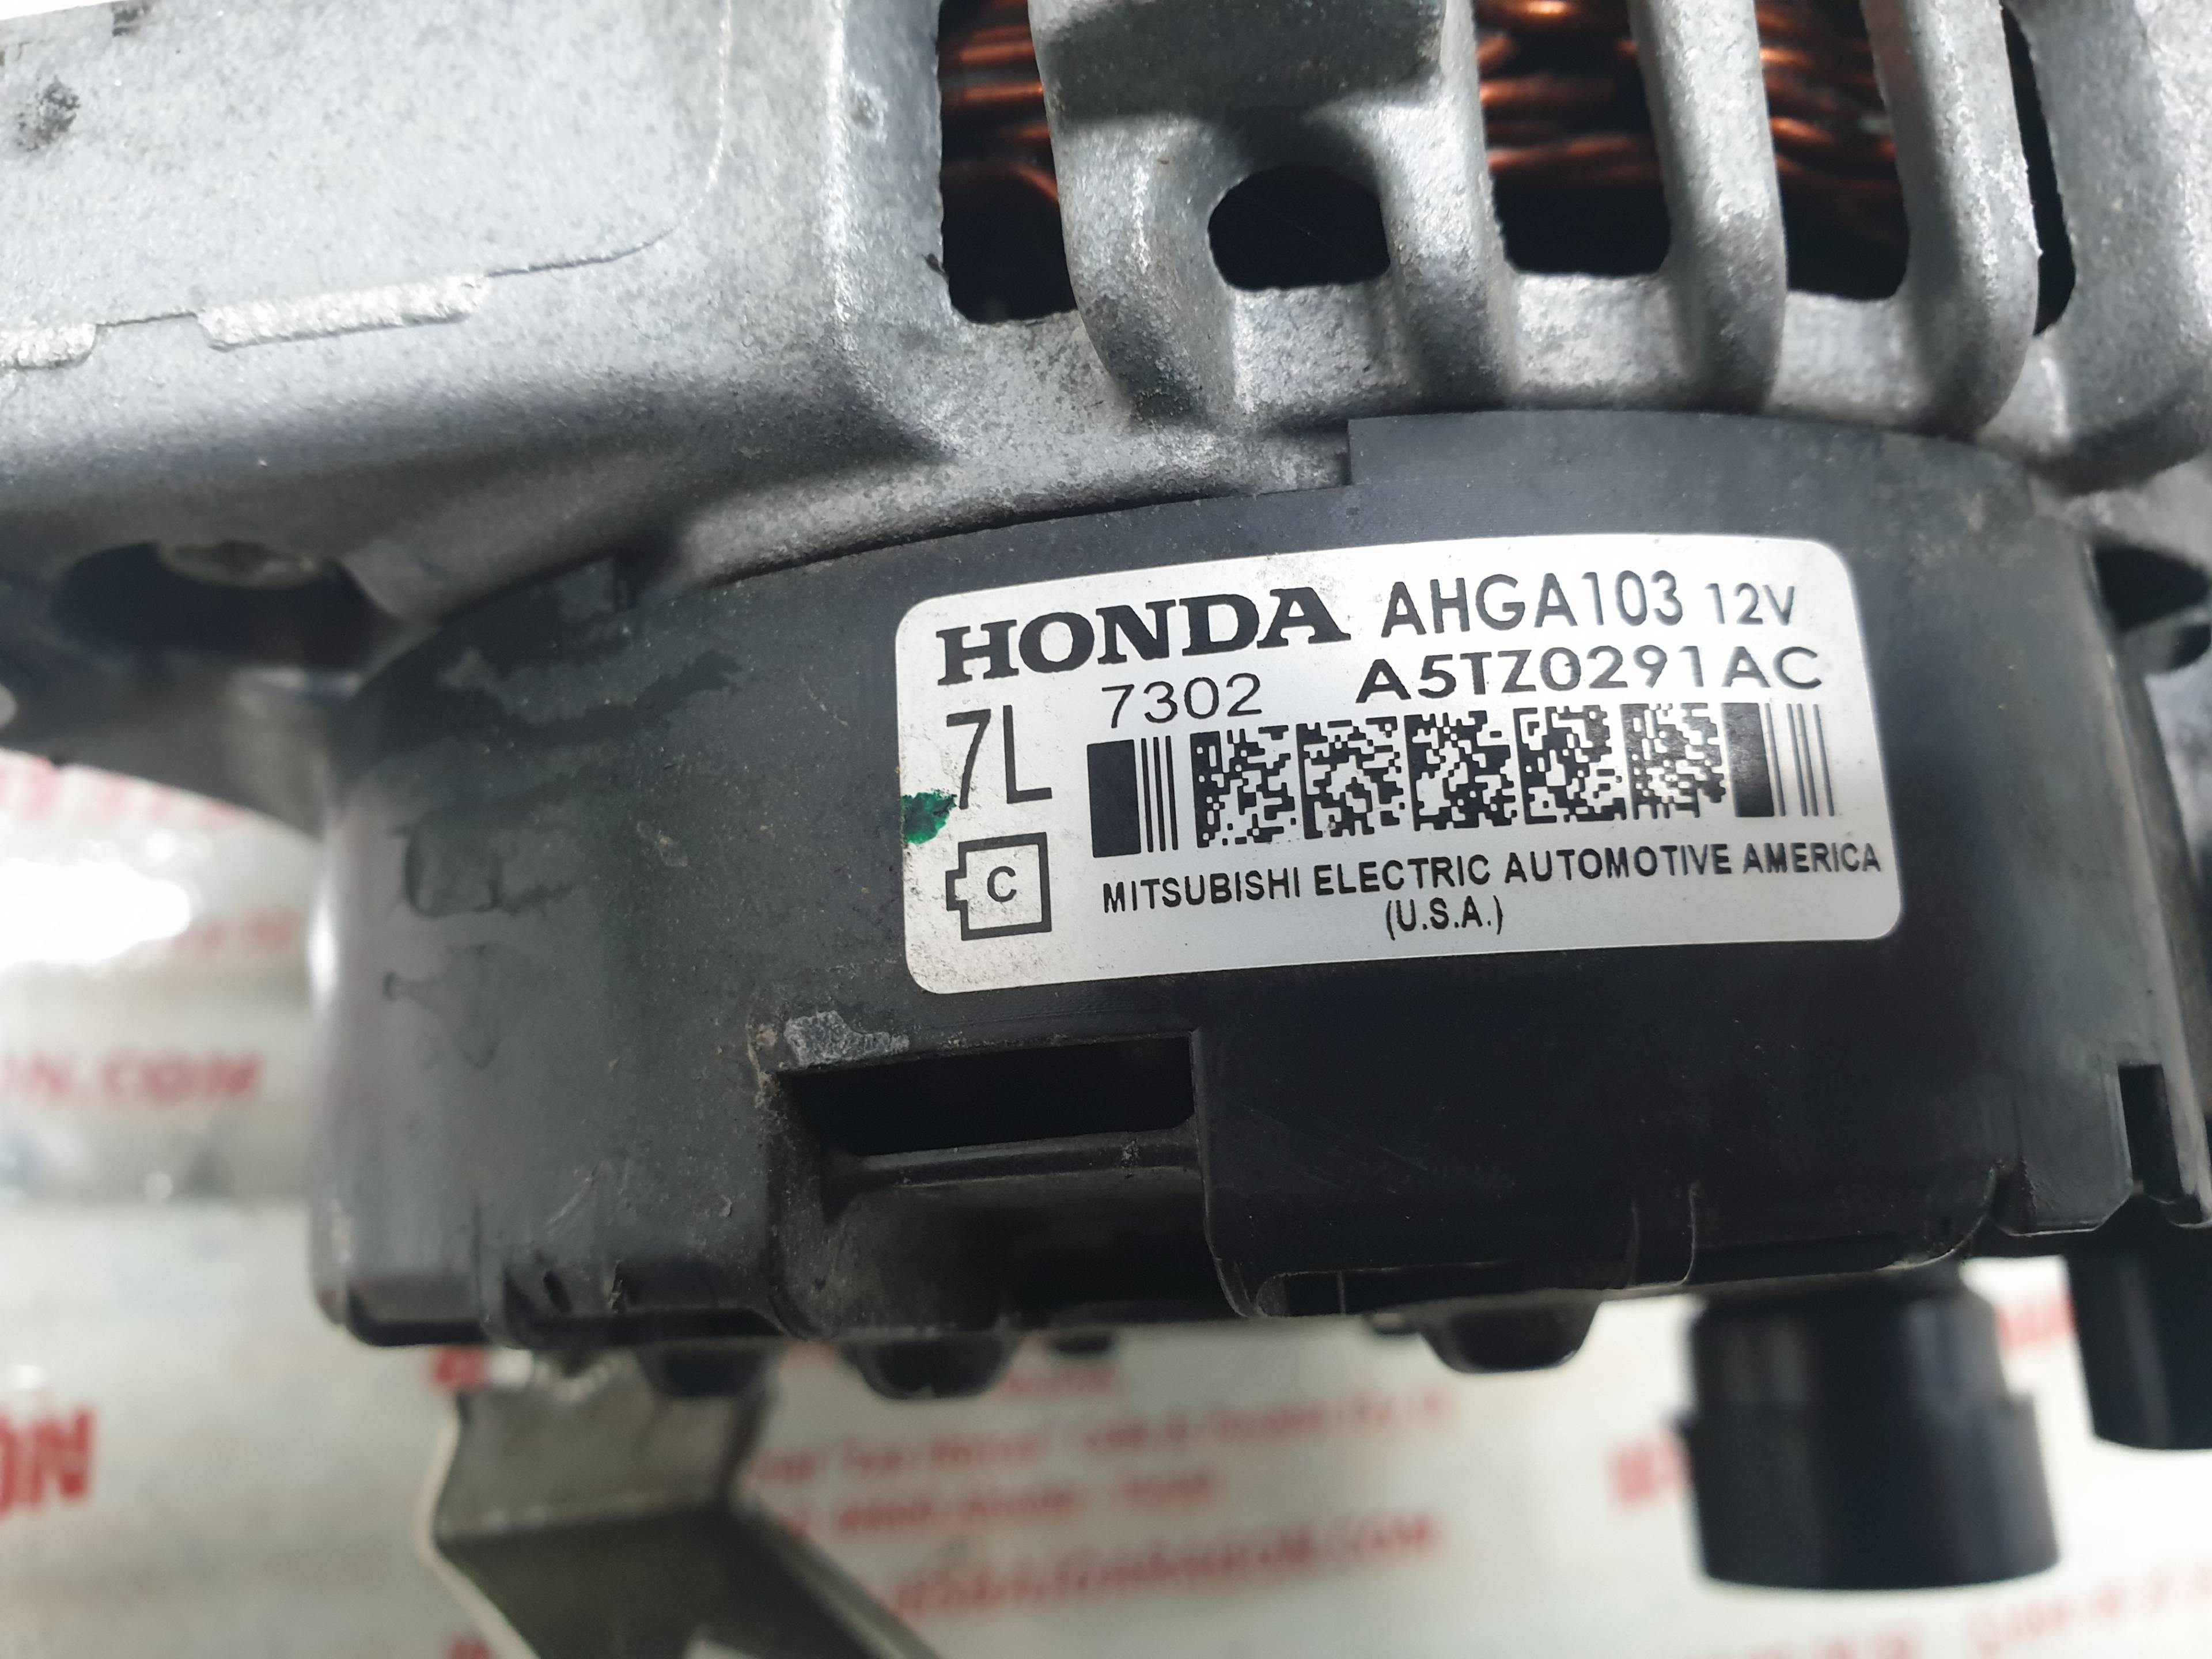 HONDA AHGA103 12V
7302 A5TZ0291AC
7L
C
MITSUBISHI ELECTRIC AUTOMOTIVE AMERICA
(U.S.A.)